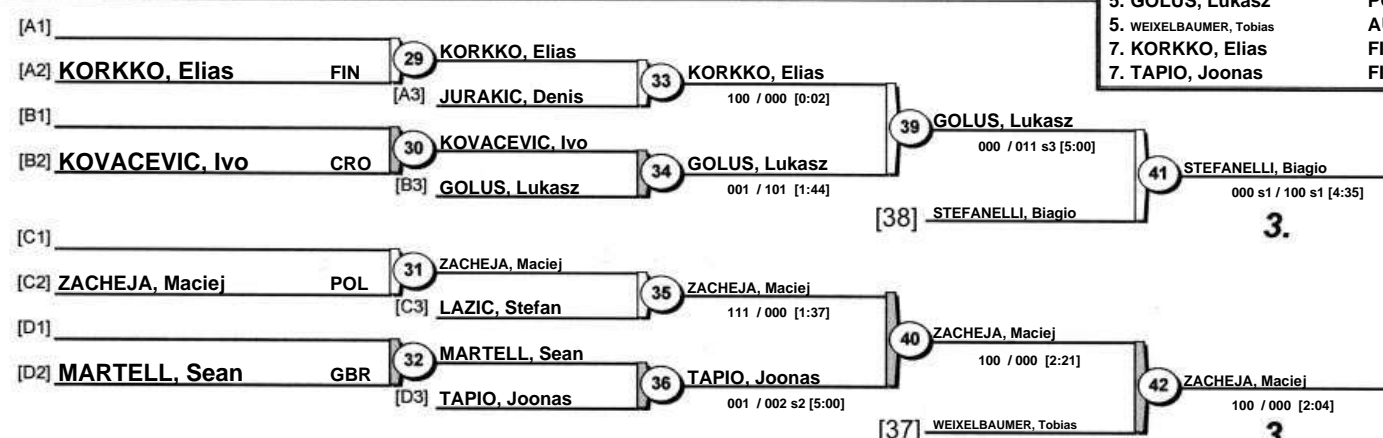 5. GOLUS, Lukasz
5. WEIXELBAUMER, Tobias
7. KORKKO, Elias
7. TAPIO, Joonas
[A1]
[A2] KORKKO, Elias FIN
29
KORKKO, Elias
[A3] JURAKIC, Denis
33
KORKKO, Elias
100 / 000 [0:02]
[B1]
[B2] KOVACEVIC, Ivo CRO
30
KOVACEVIC, Ivo
[B3] GOLUS, Lukasz
34
GOLUS, Lukasz
001 / 101 [1:44]
39
GOLUS, Lukasz
000 / 011 s3 [5:00]
[38] STEFANELLI, Biagio
41
STEFANELLI, Biagio
000 s1 / 100 s1 [4:35]
3.
[C1]
[C2] ZACHEJA, Maciej POL
31
ZACHEJA, Maciej
[C3] LAZIC, Stefan
35
ZACHEJA, Maciej
111 / 000 [1:37]
[D1]
[D2] MARTELL, Sean GBR
32
MARTELL, Sean
[D3] TAPIO, Joonas
36
TAPIO, Joonas
001 / 002 s2 [5:00]
40
ZACHEJA, Maciej
100 / 000 [2:21]
[37] WEIXELBAUMER, Tobias
42
ZACHEJA, Maciej
100 / 000 [2:04]
3.